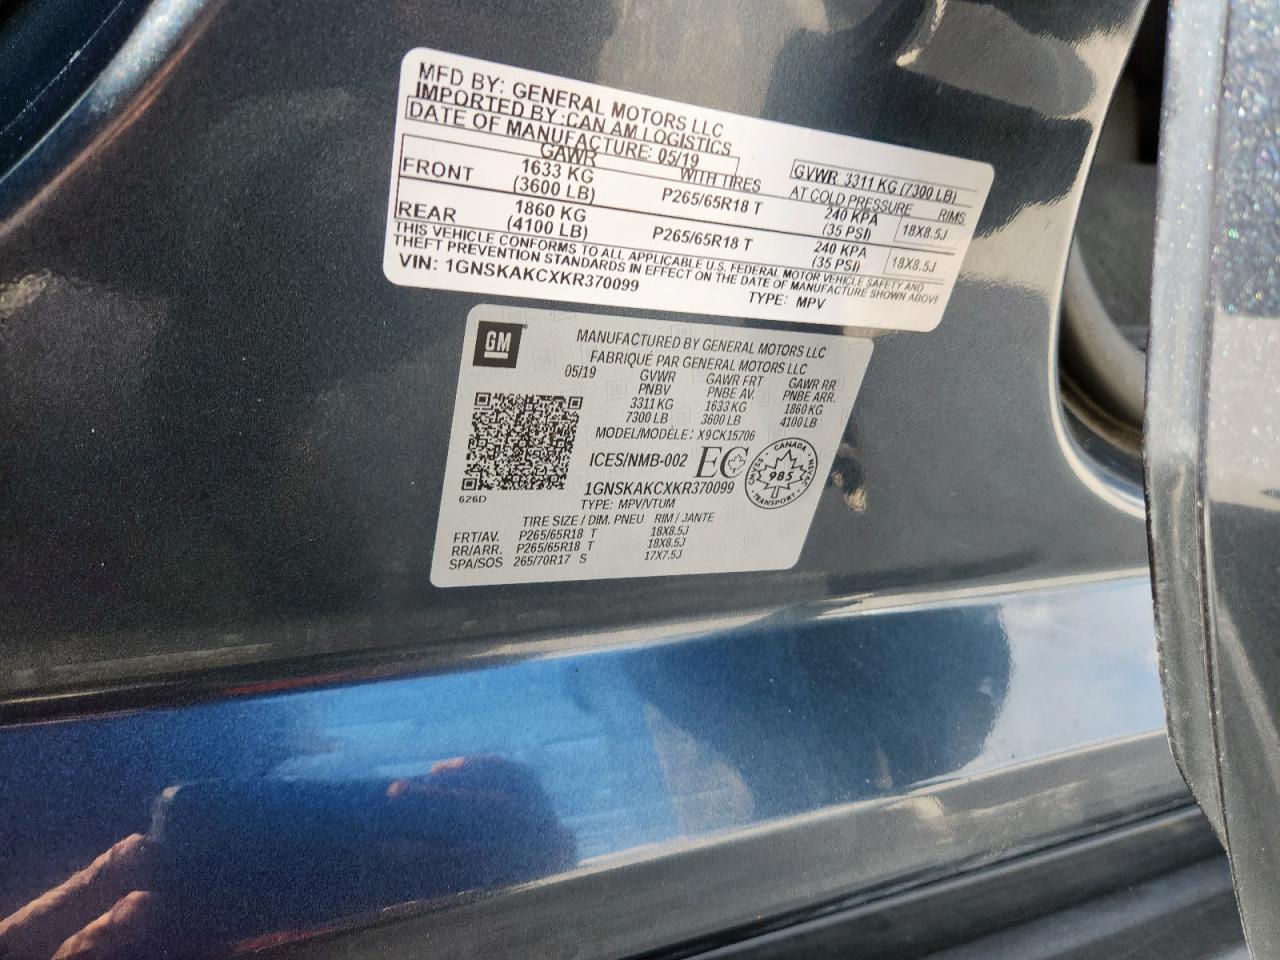 MFD BY: GENERAL MOTORS LLC
IMPORTED BY: CAN AM LOGISTICS
DATE OF MANUFACTURE: 05/19
GVWR 3311 KG (7300 LB)
GAWR WITH TIRES AT COLD PRESSURE RIMS
FRONT 1633 KG P265/65R18 T 240 KPA 18X8.5J
(3600 LB) (35 PSI)
REAR 1860 KG P265/65R18 T 240 KPA 18X8.5J
(4100 LB) (35 PSI)
THIS VEHICLE CONFORMS TO ALL APPLICABLE U.S. FEDERAL MOTOR VEHICLE SAFETY AND
THEFT PREVENTION STANDARDS IN EFFECT ON THE DATE OF MANUFACTURE SHOWN ABOVE
VIN: 1GNSKAKCXKR370099 TYPE: MPV
GM
MANUFACTURED BY GENERAL MOTORS LLC
FABRIQUÉ PAR GENERAL MOTORS LLC
05/19 GVWR GAWR FRT GAWR RR
PNBV PNBE AV. PNBE ARR.
3311 KG 1633 KG 1860 KG
7300 LB 3600 LB 4100 LB
MODEL/MODÈLE: X9CK15706
ICES/NMB-002 EC
CANADA
985
TRANSPORT
CMVSS
NSVAC
626D
1GNSKAKCXKR370099
TYPE: MPV/VTUM
TIRE SIZE / DIM. PNEU RIM / JANTE
FRT/AV. P265/65R18 T 18X8.5J
RR/ARR. P265/65R18 T 18X8.5J
SPA/SOS 265/70R17 S 17X7.5J